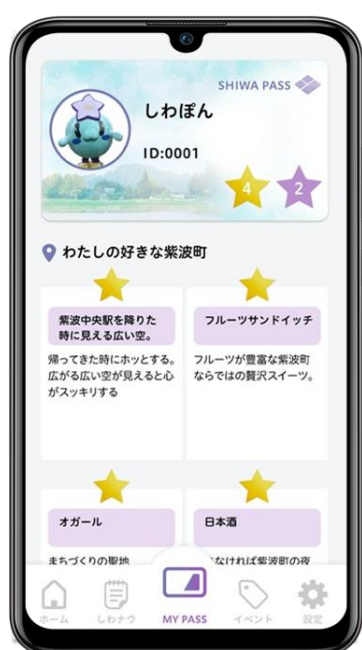 SHIWA PASS
しわぽん
ID:0001
4 2
わたしの好きな紫波町
紫波中央駅を降りた
時に見える広い空。
帰ってきた時にホッとする。
広がる広い空が見えると心
がスッキリする
フルーツサンドイッチ
フルーツが豊富な紫波町
ならではの贅沢スイーツ。
オガール
まちづくりの聖地
日本酒
なければ紫波町の夜
ホーム しわナウ MY PASS イベント 設定